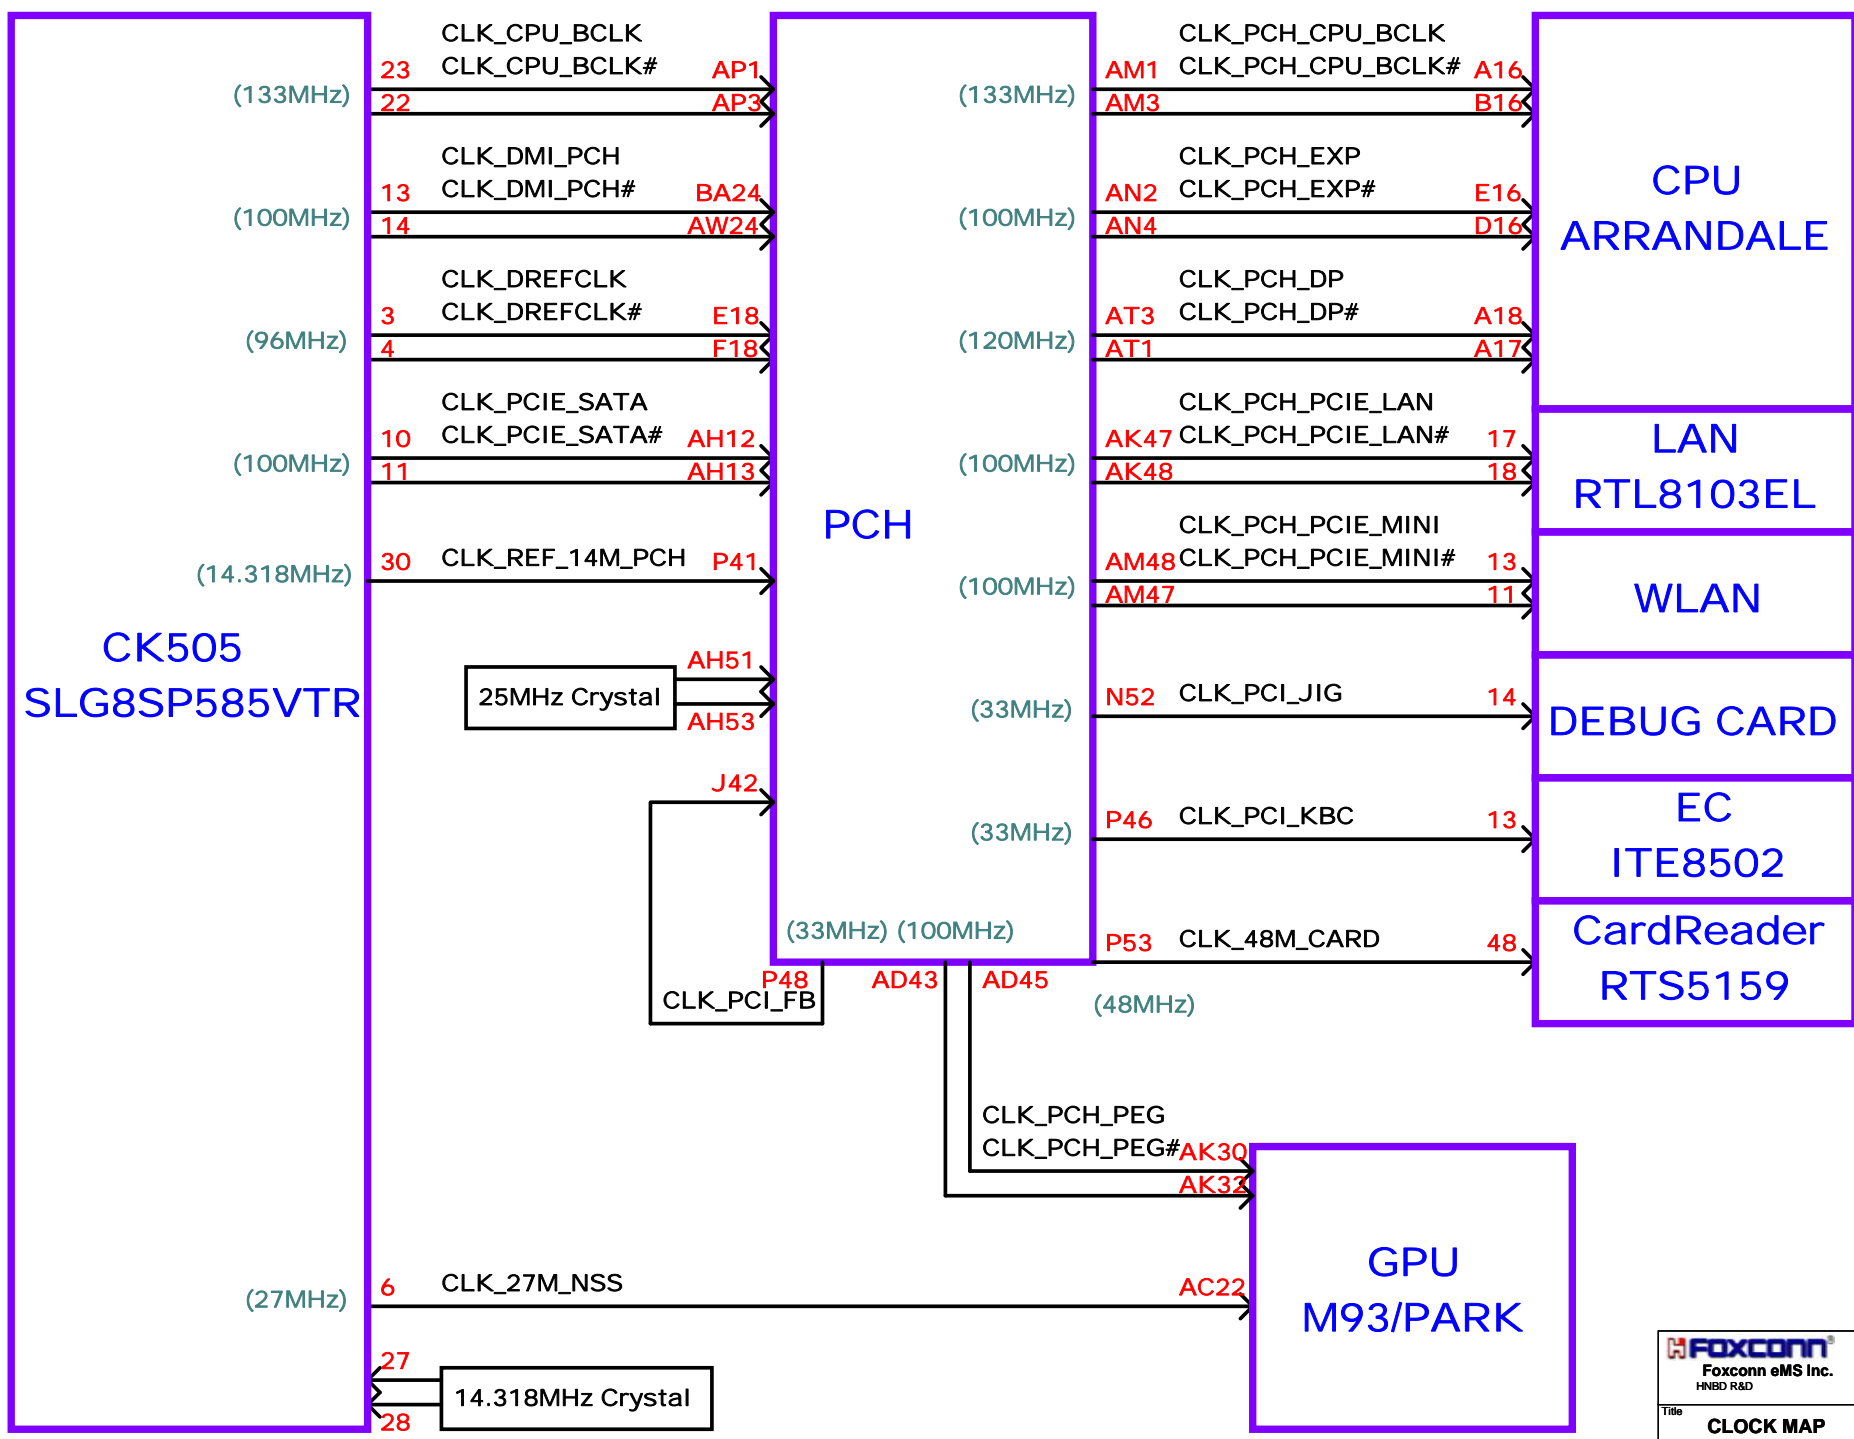 CLK_CPU_BCLK
CLK_CPU_BCLK#
23
AP1
(133MHz)
22
AP3
CLK_DMI_PCH
CLK_DMI_PCH#
13
BA24
(100MHz)
14
AW24
CLK_DREFCLK
CLK_DREFCLK#
3
E18
(96MHz)
4
F18
CLK_PCIE_SATA
CLK_PCIE_SATA#
10
AH12
(100MHz)
11
AH13
30
CLK_REF_14M_PCH
P41
(14.318MHz)
CK505
SLG8SP585VTR
25MHz Crystal
AH51
AH53
J42
PCH
CLK_PCH_CPU_BCLK
CLK_PCH_CPU_BCLK#
AM1
A16
(133MHz)
AM3
B16
CLK_PCH_EXP
CLK_PCH_EXP#
AN2
E16
(100MHz)
AN4
D16
CLK_PCH_DP
CLK_PCH_DP#
AT3
A18
(120MHz)
AT1
A17
CPU
ARRANDALE
CLK_PCH_PCIE_LAN
CLK_PCH_PCIE_LAN#
AK47
17
(100MHz)
AK48
18
LAN
RTL8103EL
CLK_PCH_PCIE_MINI
CLK_PCH_PCIE_MINI#
AM48
13
(100MHz)
AM47
11
WLAN
N52
CLK_PCI_JIG
14
(33MHz)
DEBUG CARD
P46
CLK_PCI_KBC
13
(33MHz)
EC
ITE8502
P53
CLK_48M_CARD
48
(48MHz)
CardReader
RTS5159
(33MHz) (100MHz)
P48
AD43
AD45
CLK_PCI_FB
CLK_PCH_PEG
CLK_PCH_PEG#
AK30
AK32
6
CLK_27M_NSS
AC22
(27MHz)
GPU
M93/PARK
27
14.318MHz Crystal
28
FOXCONN®
Foxconn eMS Inc.
HNBD R&D
Title
CLOCK MAP